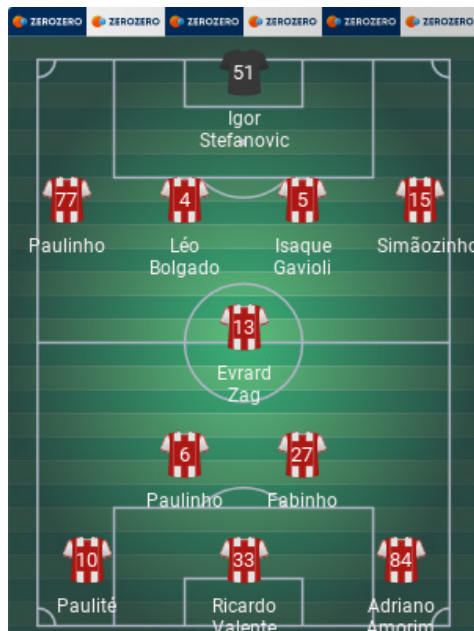 ZEROZERO ZEROZERO ZEROZERO ZEROZERO ZEROZERO ZEROZERO
51
Igor
Stefanovic
77 4 5 15
Paulinho Léo Isaque Simãozinho
Bolgado Gavioli
13
Evrard
Zag
6 27
Paulinho Fabinho
10 33 84
Paulité Ricardo Adriano
Valente Amorim